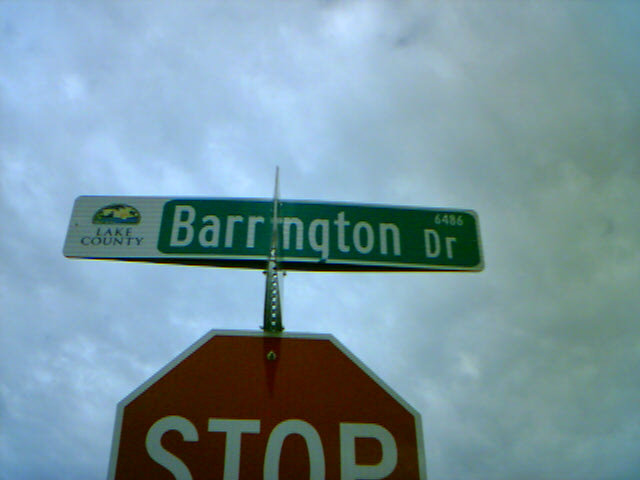 LAKE
COUNTY
Barrington Dr
6486
STOP